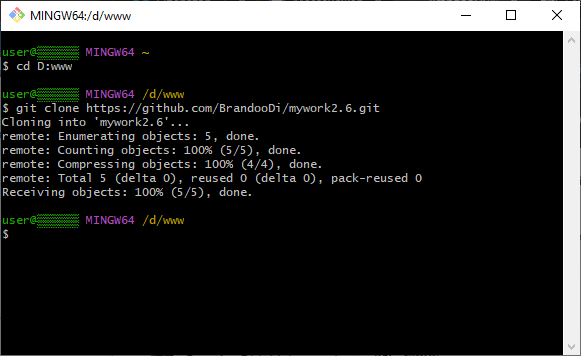 MINGW64:/d/www
user@▒▒▒▒▒▒ MINGW64 ~
$ cd D:www
user@▒▒▒▒▒▒ MINGW64 /d/www
$ git clone https://github.com/BrandooDi/mywork2.6.git
Cloning into 'mywork2.6'...
remote: Enumerating objects: 5, done.
remote: Counting objects: 100% (5/5), done.
remote: Compressing objects: 100% (4/4), done.
remote: Total 5 (delta 0), reused 0 (delta 0), pack-reused 0
Receiving objects: 100% (5/5), done.
user@▒▒▒▒▒▒ MINGW64 /d/www
$